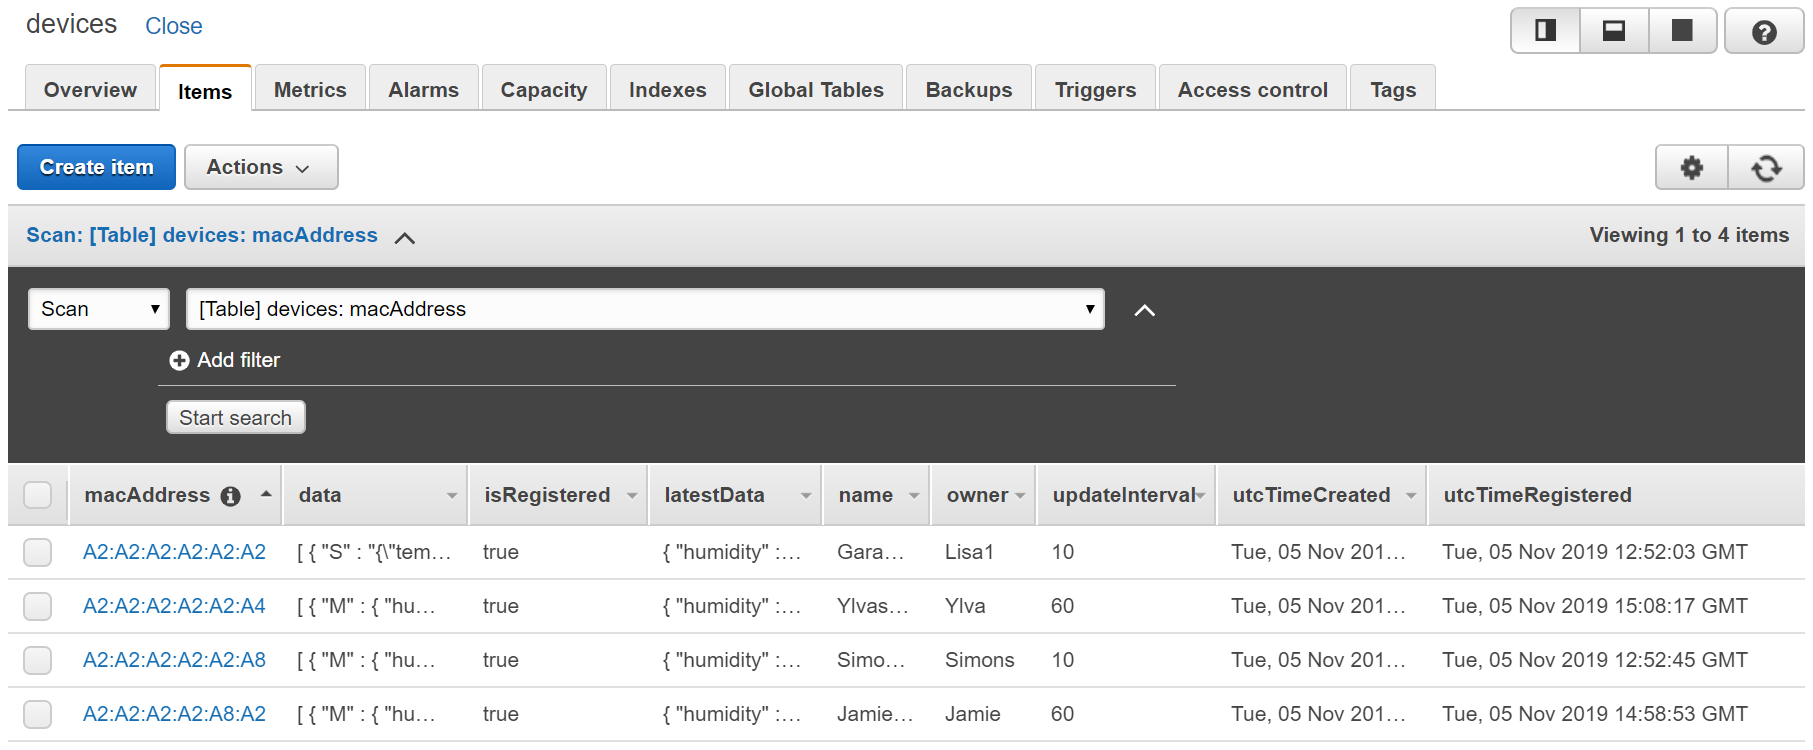 devices Close
Overview Items Metrics Alarms Capacity Indexes Global Tables Backups Triggers Access control Tags
Create item Actions
Scan: [Table] devices: macAddress Viewing 1 to 4 items
Scan [Table] devices: macAddress
Add filter
Start search
macAddress data isRegistered latestData name owner updateInterval utcTimeCreated utcTimeRegistered
A2:A2:A2:A2:A2:A2 [ { "S" : "{\"tem… true { "humidity" :… Gara… Lisa1 10 Tue, 05 Nov 201… Tue, 05 Nov 2019 12:52:03 GMT
A2:A2:A2:A2:A2:A4 [ { "M" : { "hu… true { "humidity" :… Ylvas… Ylva 60 Tue, 05 Nov 201… Tue, 05 Nov 2019 15:08:17 GMT
A2:A2:A2:A2:A2:A8 [ { "M" : { "hu… true { "humidity" :… Simo… Simons 10 Tue, 05 Nov 201… Tue, 05 Nov 2019 12:52:45 GMT
A2:A2:A2:A2:A8:A2 [ { "M" : { "hu… true { "humidity" :… Jamie… Jamie 60 Tue, 05 Nov 201… Tue, 05 Nov 2019 14:58:53 GMT